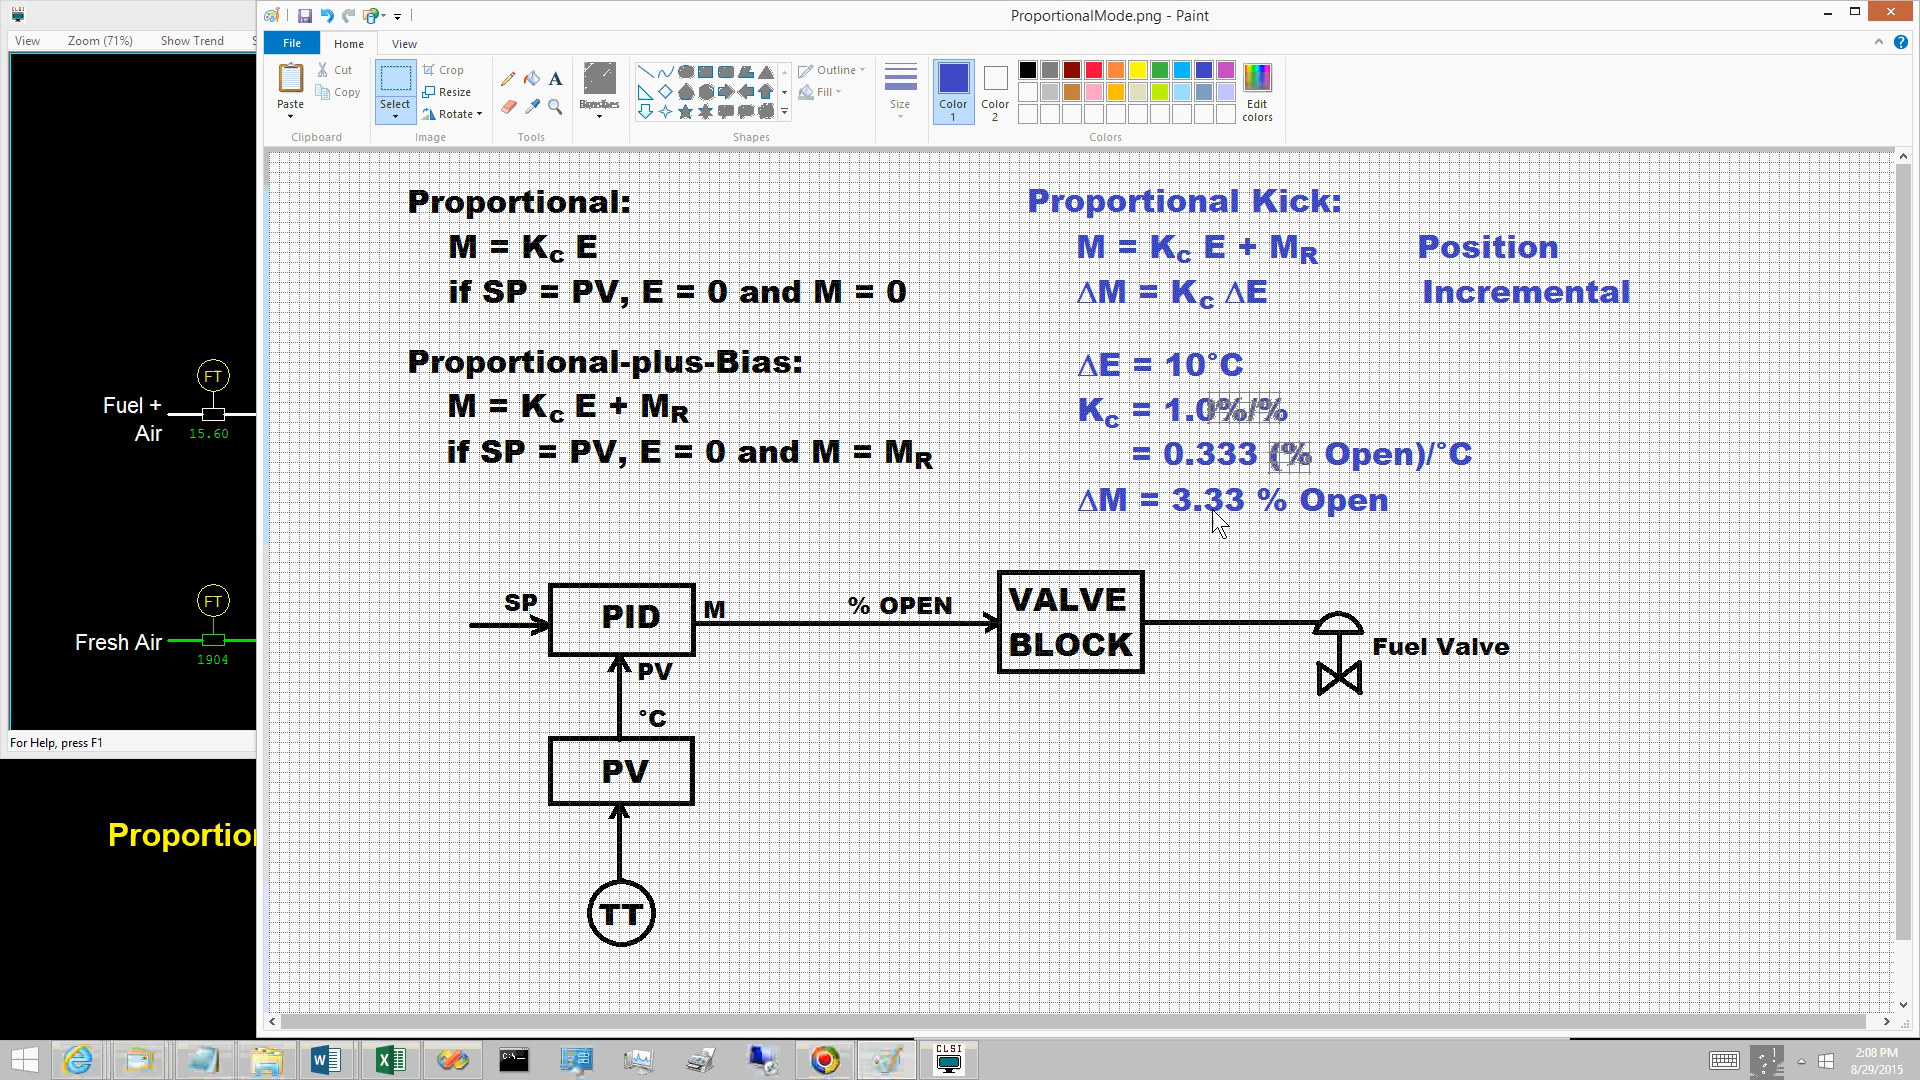 CLSI
ProportionalMode.png - Paint
View Zoom (71%) Show Trend
File Home View
Paste
Cut
Copy
Clipboard
Select
Crop
Resize
Rotate
Image
Tools
Shapes
Outline
Fill
Size
Color 1
Color 2
Edit colors
Colors
Proportional:
M = Kc E
if SP = PV, E = 0 and M = 0
Proportional-plus-Bias:
M = Kc E + MR
if SP = PV, E = 0 and M = MR
Proportional Kick:
M = Kc E + MR Position
ΔM = Kc ΔE Incremental
ΔE = 10°C
Kc = 1.0%/%
= 0.333 (% Open)/°C
ΔM = 3.33 % Open
SP
PID
M
% OPEN
VALVE
BLOCK
Fuel Valve
PV
°C
PV
TT
FT
Fuel +
Air
15.60
FT
Fresh Air
1904
For Help, press F1
CLSI
2:08 PM
8/29/2015